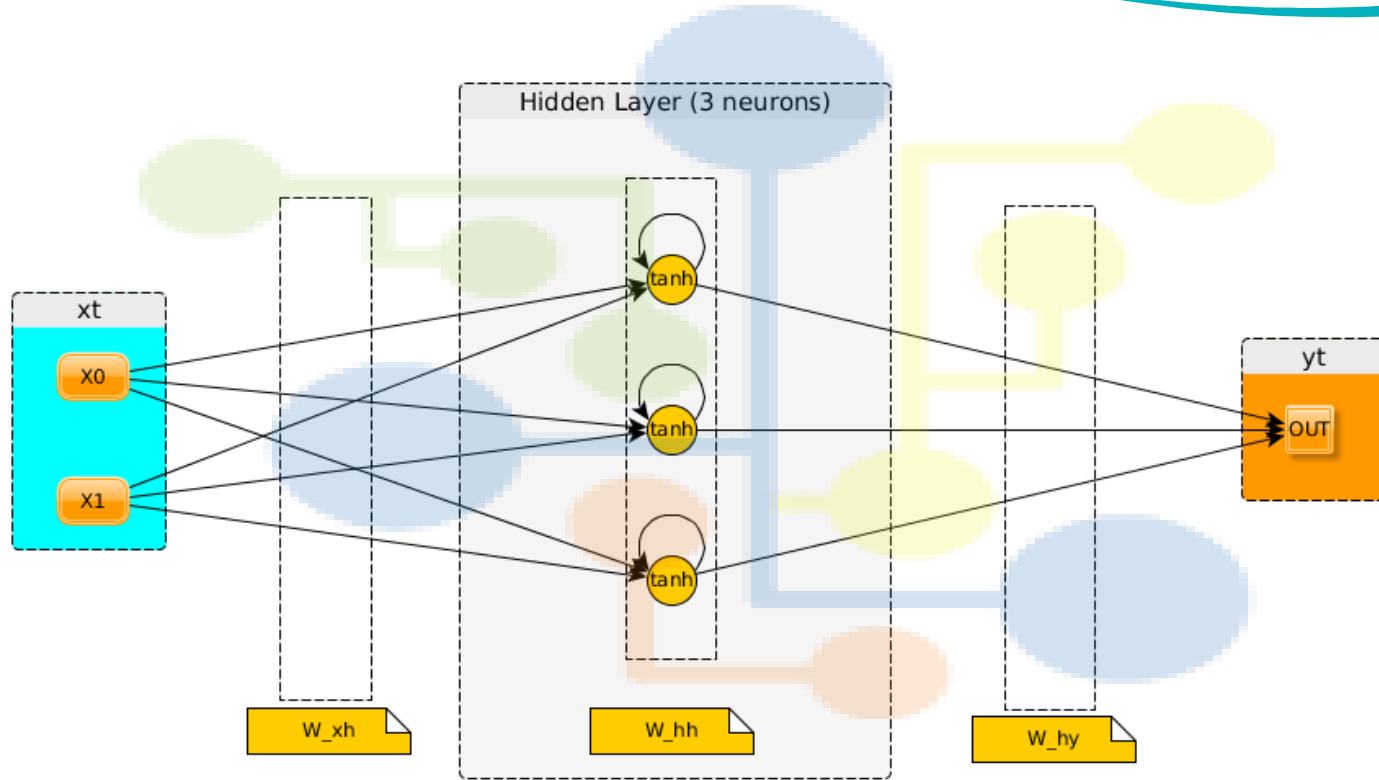 Hidden Layer (3 neurons)
xt
X0
X1
tanh
tanh
tanh
yt
OUT
W_xh
W_hh
W_hy